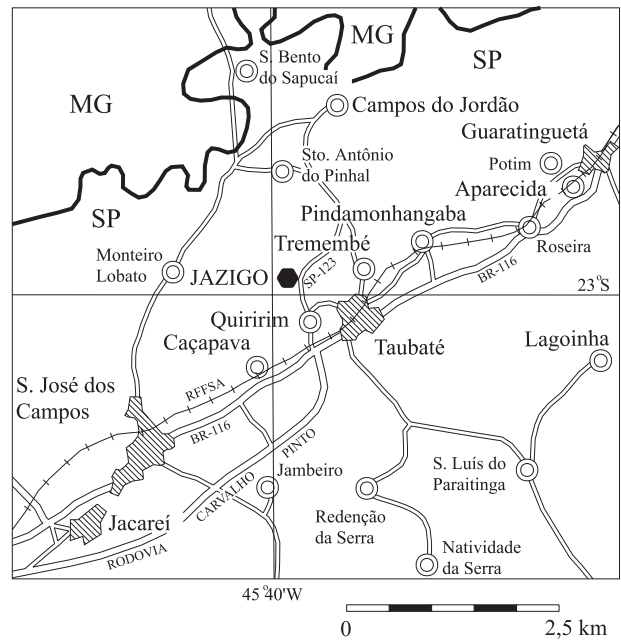 MG
SP
S. Bento
do Sapucaí
MG
Campos do Jordão
Guaratinguetá
Sto. Antônio
do Pinhal
Potim
Aparecida
SP
Pindamonhangaba
Tremembé
Roseira
Monteiro
Lobato
JAZIGO
SP-123
BR-116
23°S
Quiririm
Caçapava
Taubaté
Lagoinha
S. José dos
Campos
RFFSA
BR-116
PINTO
CARVALHO
RODOVIA
Jambeiro
S. Luís do
Paraitinga
Jacareí
Redenção
da Serra
Natividade
da Serra
45°40'W
0
2,5 km